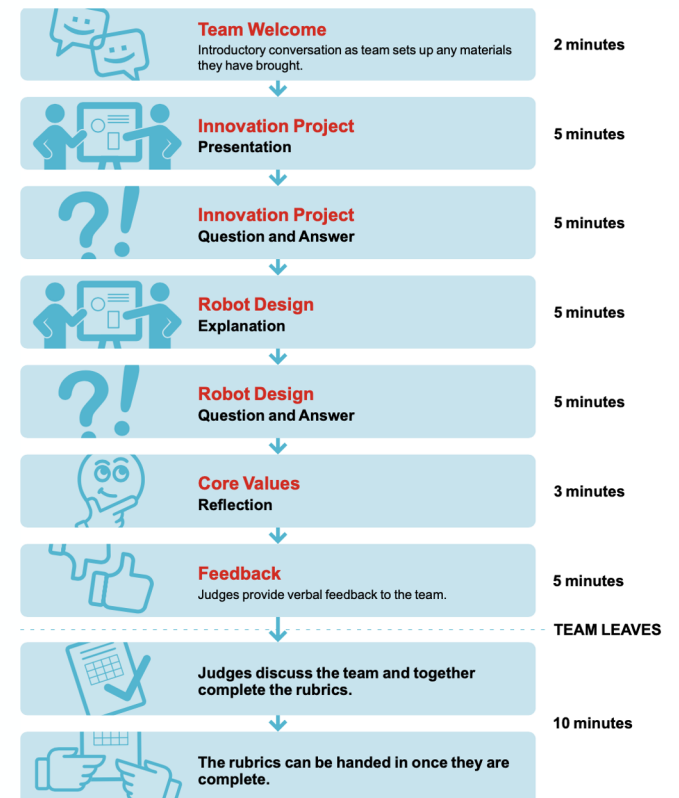 Team Welcome
Introductory conversation as team sets up any materials
they have brought.
2 minutes
Innovation Project
Presentation
5 minutes
Innovation Project
Question and Answer
5 minutes
Robot Design
Explanation
5 minutes
Robot Design
Question and Answer
5 minutes
Core Values
Reflection
3 minutes
Feedback
Judges provide verbal feedback to the team.
5 minutes
TEAM LEAVES
Judges discuss the team and together
complete the rubrics.
10 minutes
The rubrics can be handed in once they are
complete.